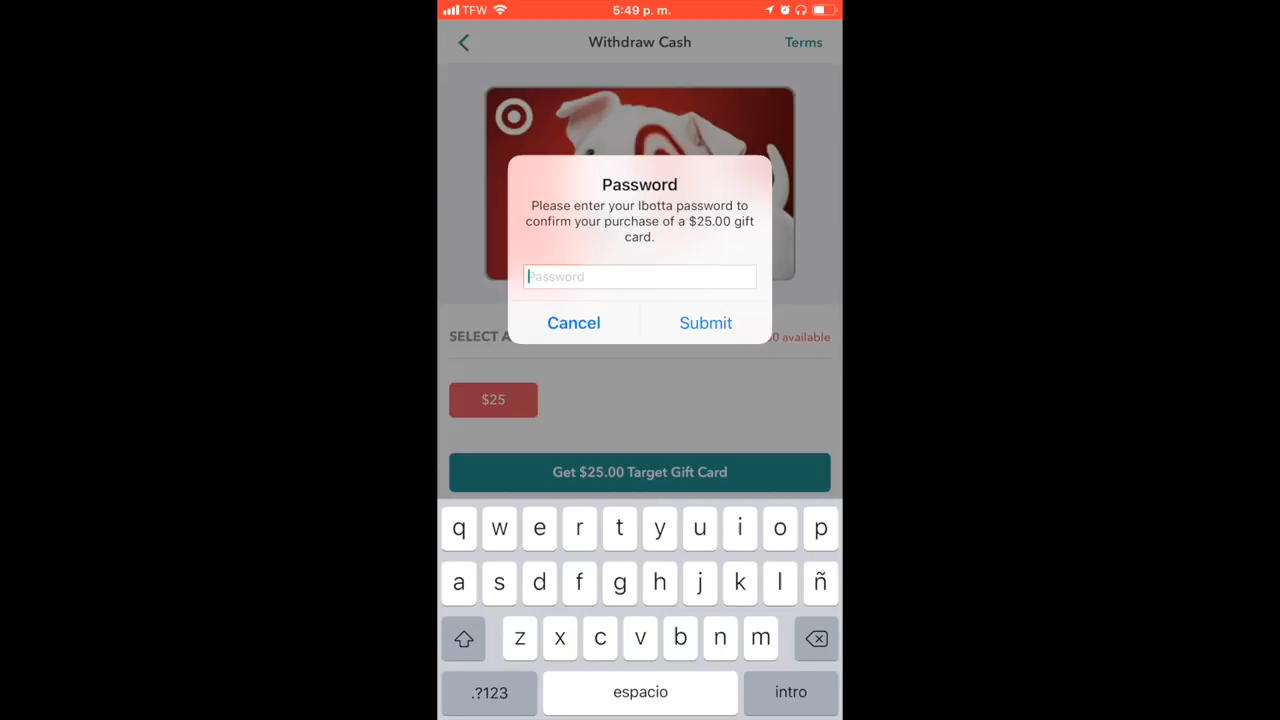 TFW 5:49 p. m.
Withdraw Cash Terms
Password
Please enter your Ibotta password to
confirm your purchase of a $25.00 gift
card.
Password
Cancel Submit
SELECT A 0 available
$25
Get $25.00 Target Gift Card
q w e r t y u i o p
a s d f g h j k l ñ
z x c v b n m
.?123 espacio intro